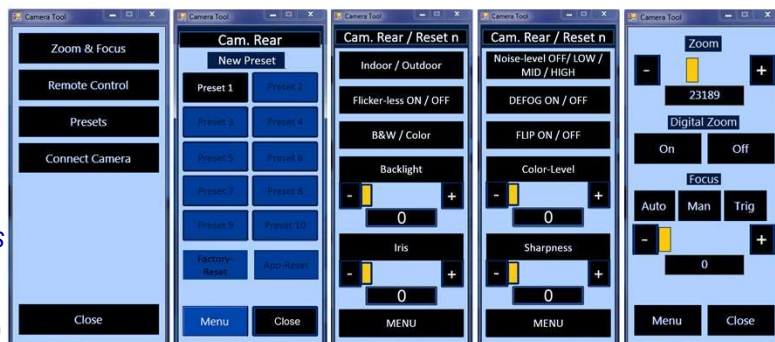 Camera Tool
Zoom & Focus
Remote Control
Presets
Connect Camera
Close
Camera Tool
Cam. Rear
New Preset
Preset 1 Preset 2
Preset 3 Preset 4
Preset 5 Preset 6
Preset 7 Preset 8
Preset 9 Preset 10
Factory-
Reset App-Reset
Menu Close
Camera Tool
Cam. Rear / Reset n
Indoor / Outdoor
Flicker-less ON / OFF
B&W / Color
Backlight
- +
0
Iris
- +
0
MENU
Camera Tool
Cam. Rear / Reset n
Noise-level OFF/ LOW /
MID / HIGH
DEFOG ON / OFF
FLIP ON / OFF
Color-Level
- +
0
Sharpness
- +
0
MENU
Camera Tool
Zoom
- +
23189
Digital Zoom
On Off
Focus
Auto Man Trig
- +
0
Menu Close